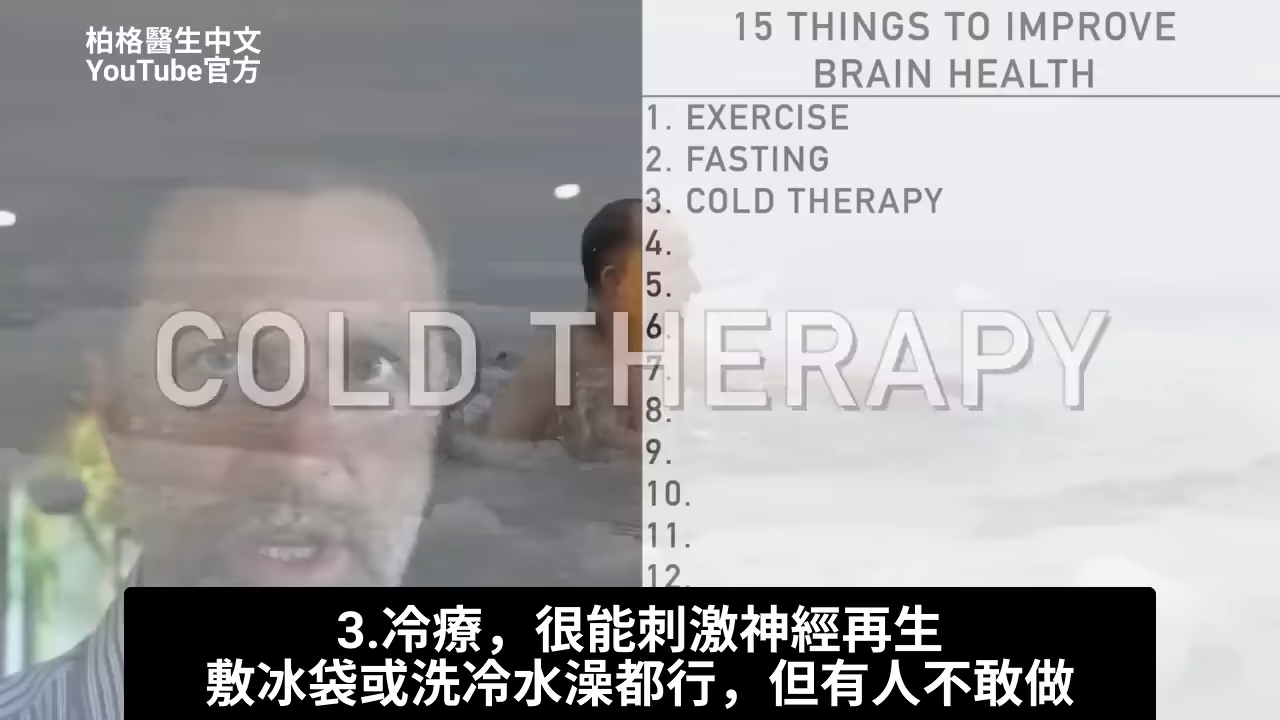 柏格醫生中文
YouTube官方
15 THINGS TO IMPROVE
BRAIN HEALTH
1. EXERCISE
2. FASTING
3. COLD THERAPY
4.
5.
6.
7.
8.
9.
10.
11.
12.
COLD THERAPY
3.冷療，很能刺激神經再生
敷冰袋或洗冷水澡都行，但有人不敢做